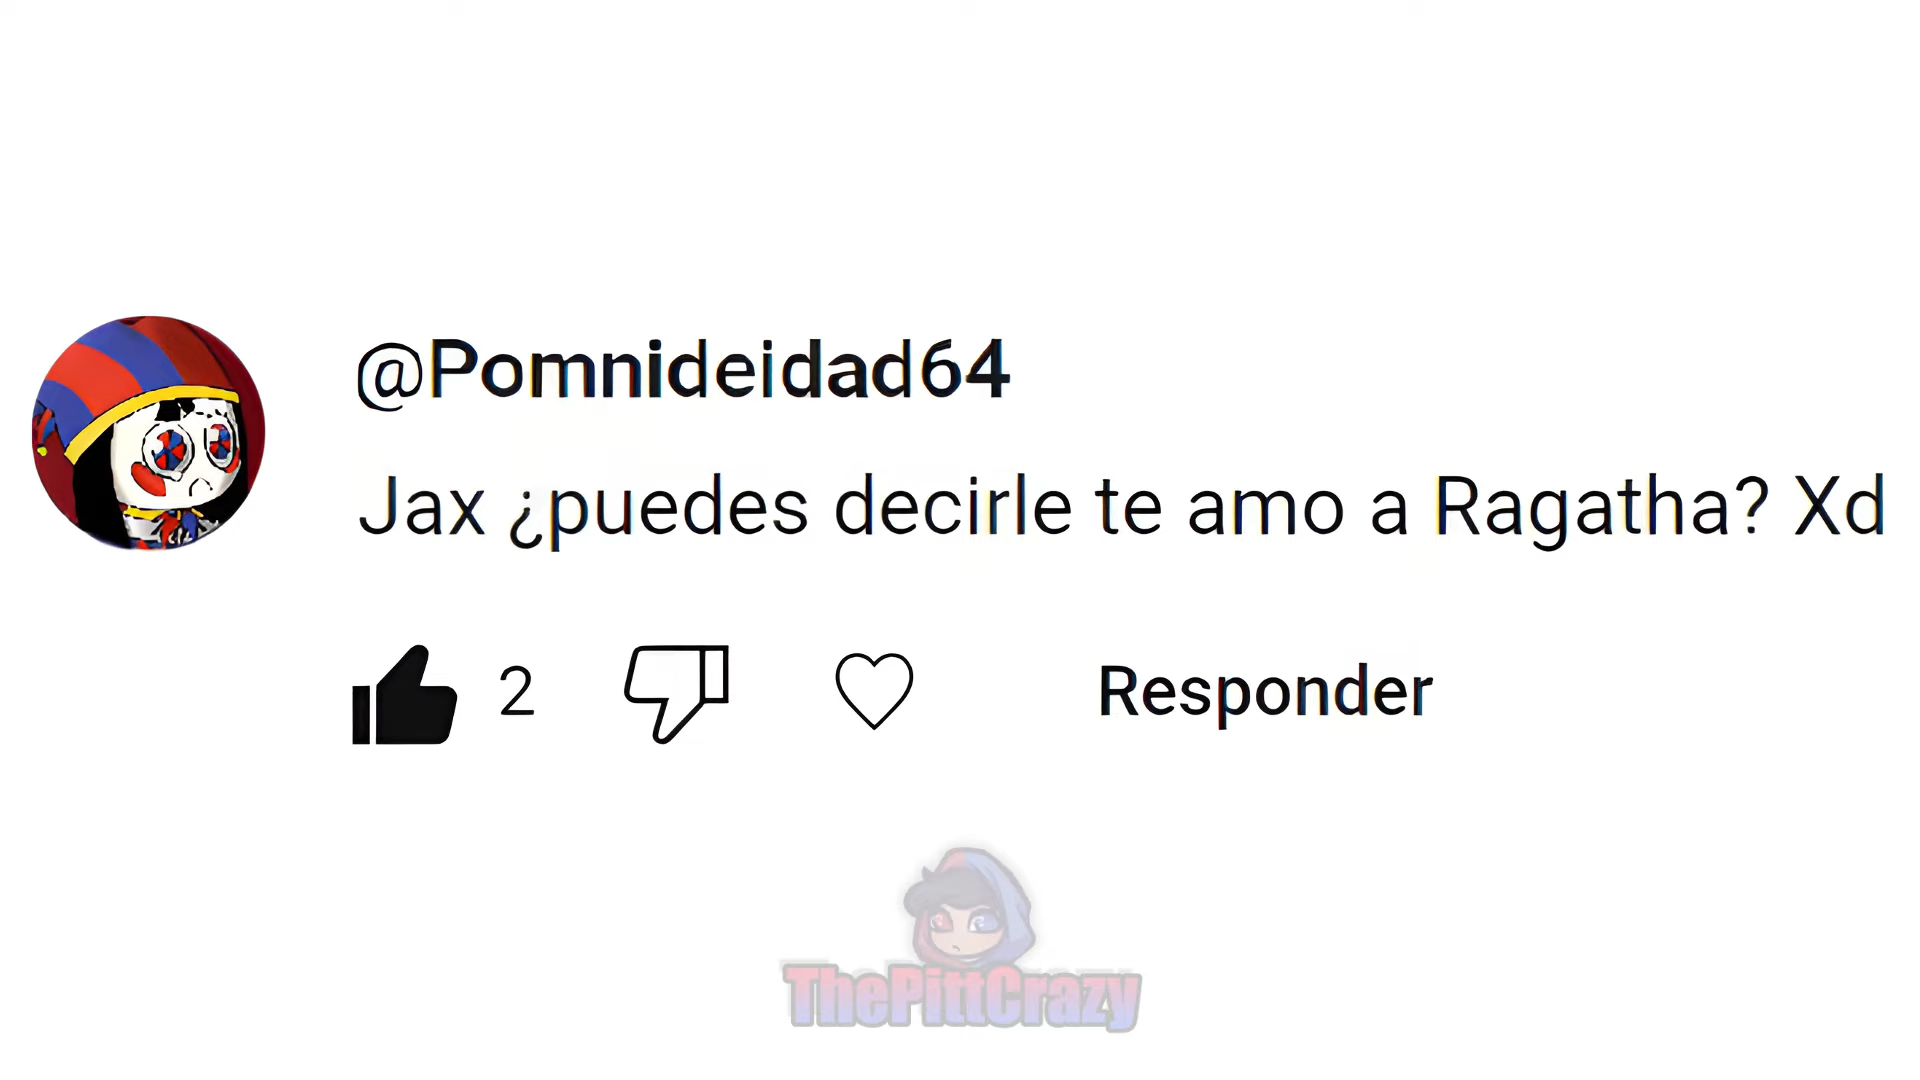 @Pomnideidad64
Jax ¿puedes decirle te amo a Ragatha? Xd
2
Responder
ThePittCrazy